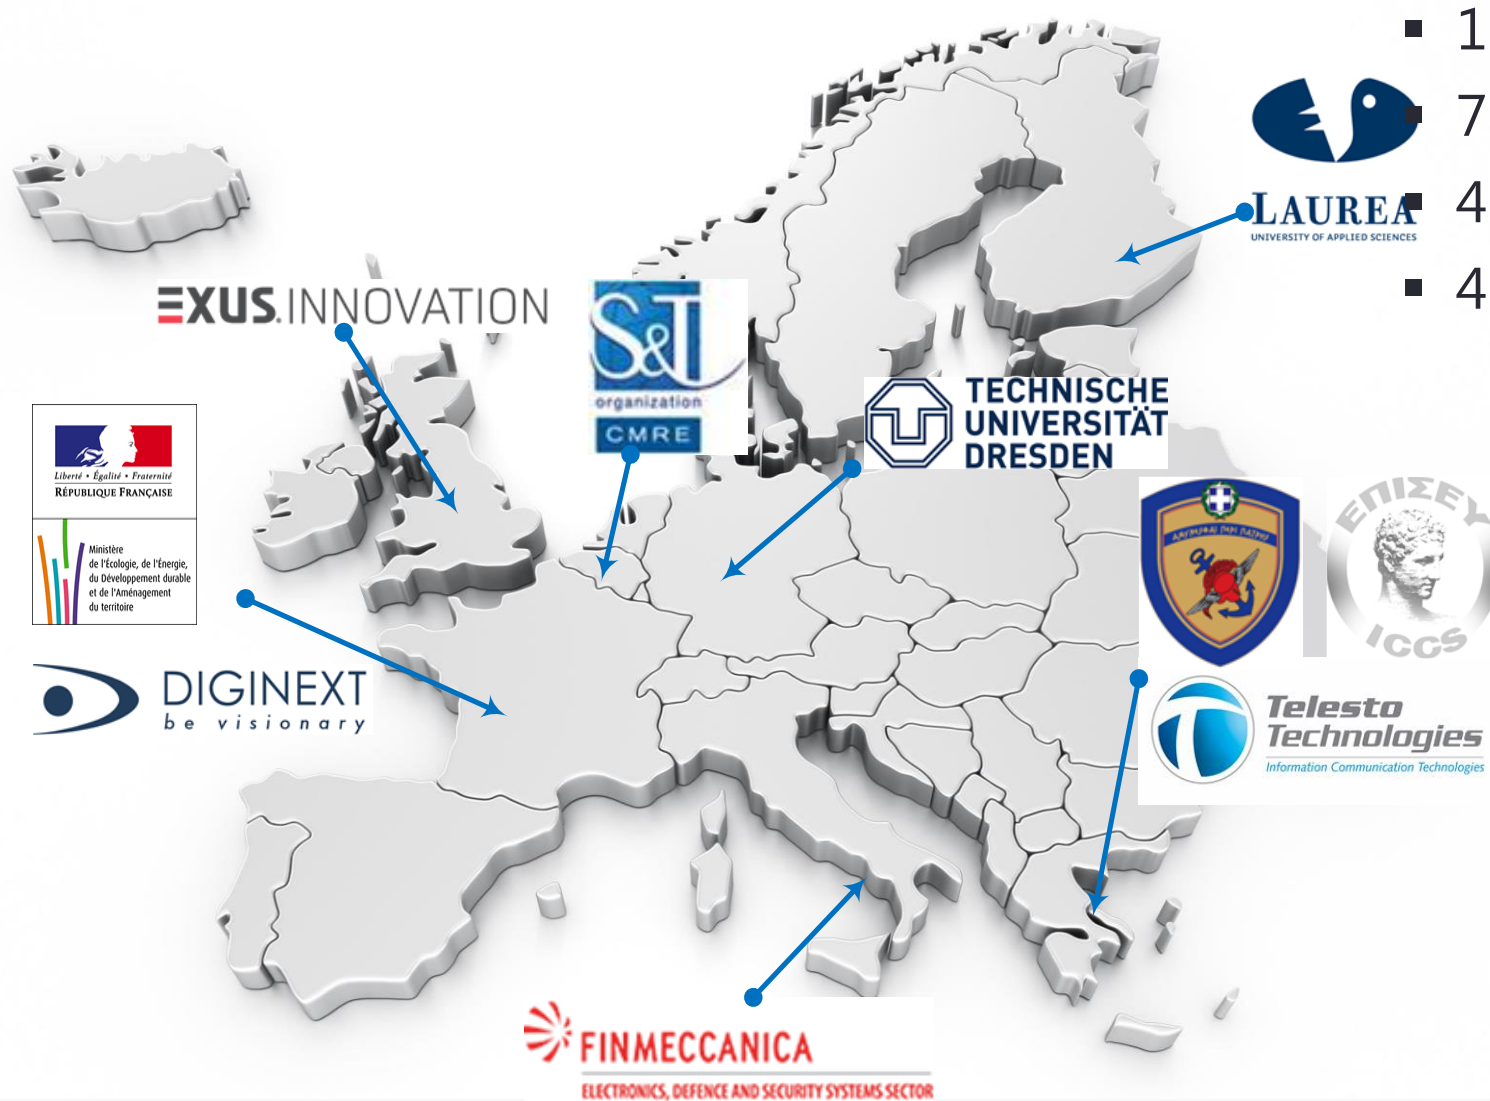 ▪ 1
▪ 7
▪ 4
▪ 4
LAUREA
UNIVERSITY OF APPLIED SCIENCES
EXUS.INNOVATION
S&T
organization
CMRE
TECHNISCHE
UNIVERSITÄT
DRESDEN
Liberté • Égalité • Fraternité
RÉPUBLIQUE FRANÇAISE
Ministère
de l'Écologie, de l'Énergie,
du Développement durable
et de l'Aménagement
du territoire
DIGINEXT
be visionary
ΕΠΙΣΕΥ
ICCS
Telesto
Technologies
Information Communication Technologies
FINMECCANICA
ELECTRONICS, DEFENCE AND SECURITY SYSTEMS SECTOR